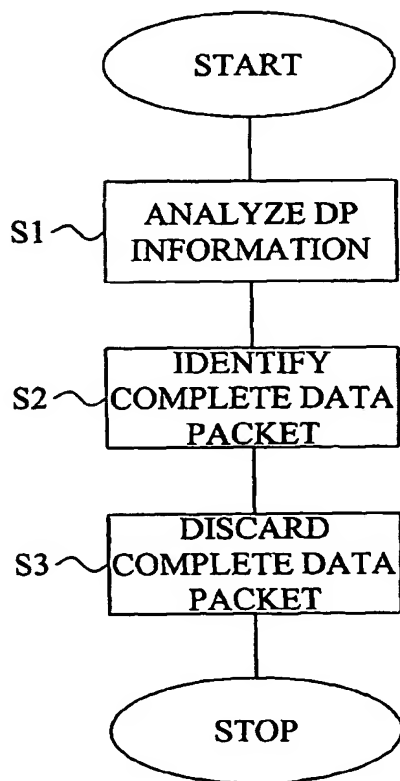 START
S1
ANALYZE DP
INFORMATION
S2
IDENTIFY
COMPLETE DATA
PACKET
S3
DISCARD
COMPLETE DATA
PACKET
STOP